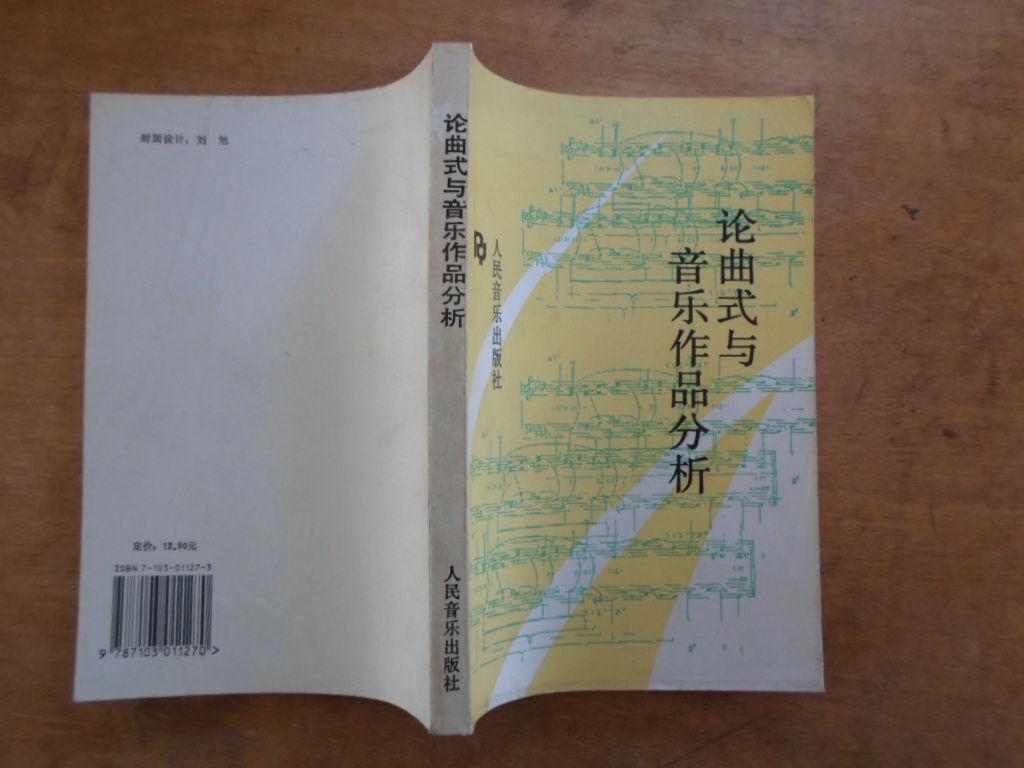 封面设计：刘 旭
定价：12.90元
ISBN 7-103-01127-3
9 787103 011270 >
论曲式与音乐作品分析
人民音乐出版社
人民音乐出版社
论曲式与
音乐作品分析